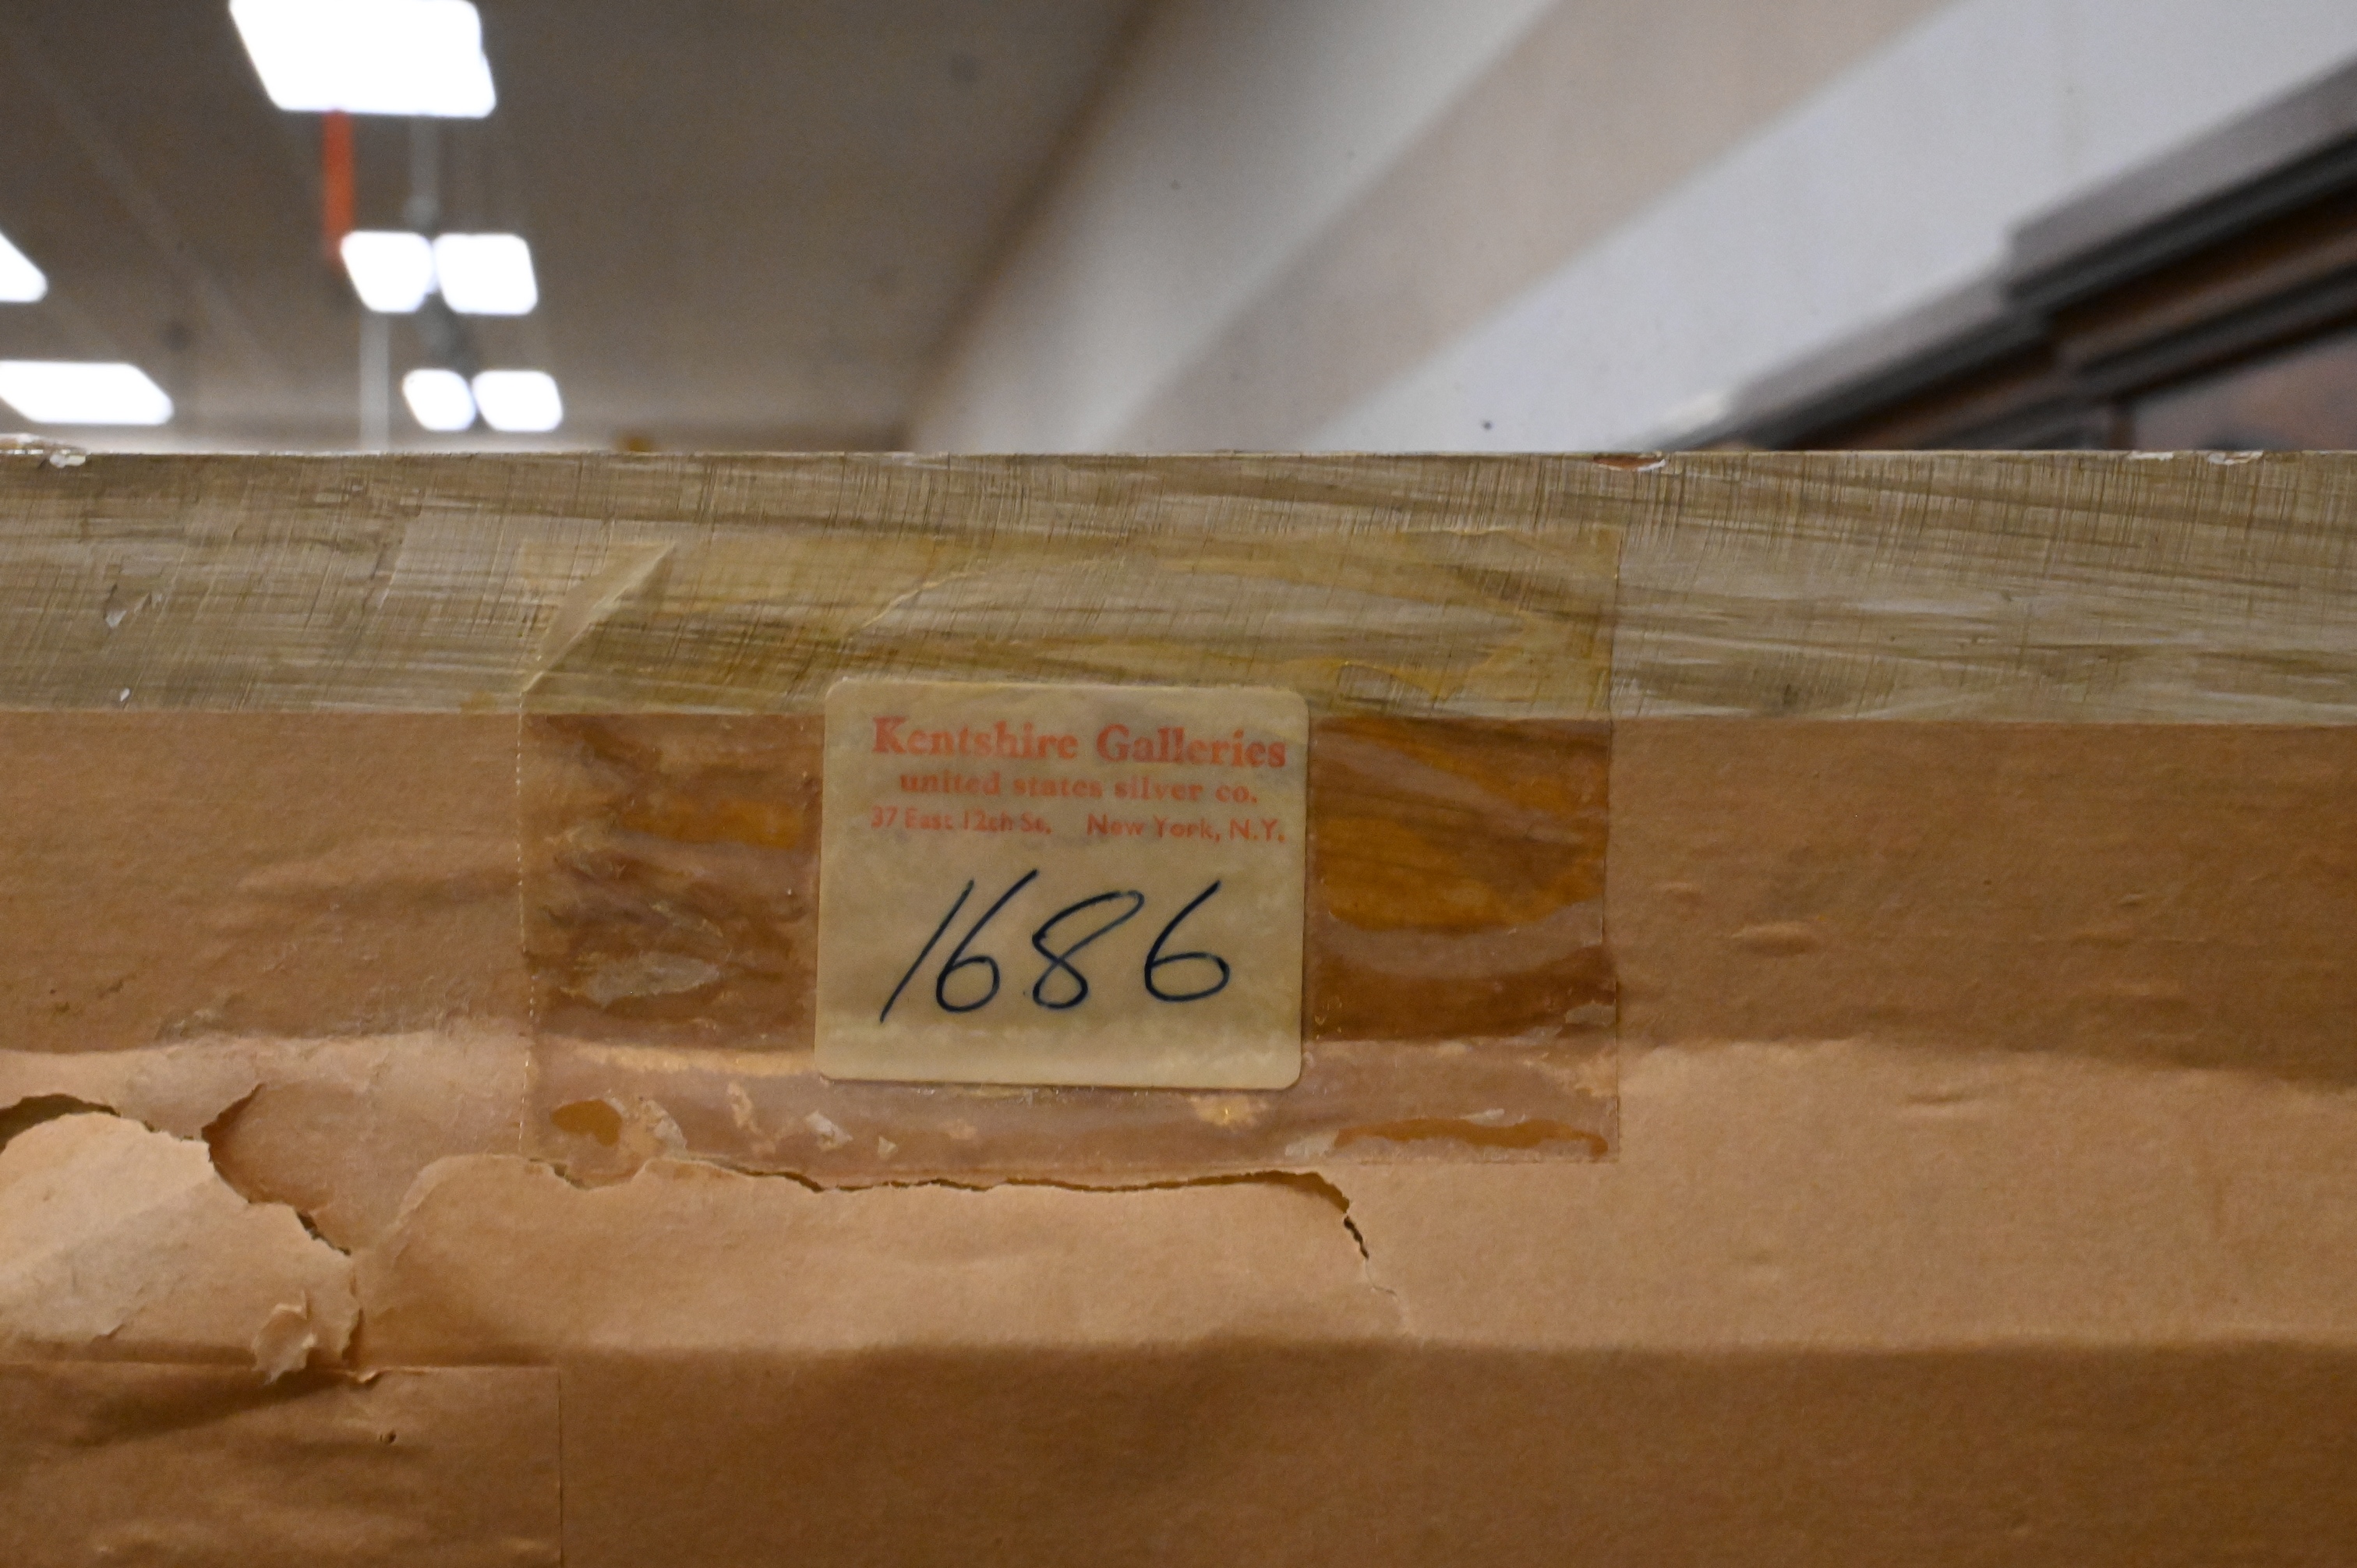 Kentshire Galleries
united states silver co.
37 East 12th St. New York, N.Y.
1686